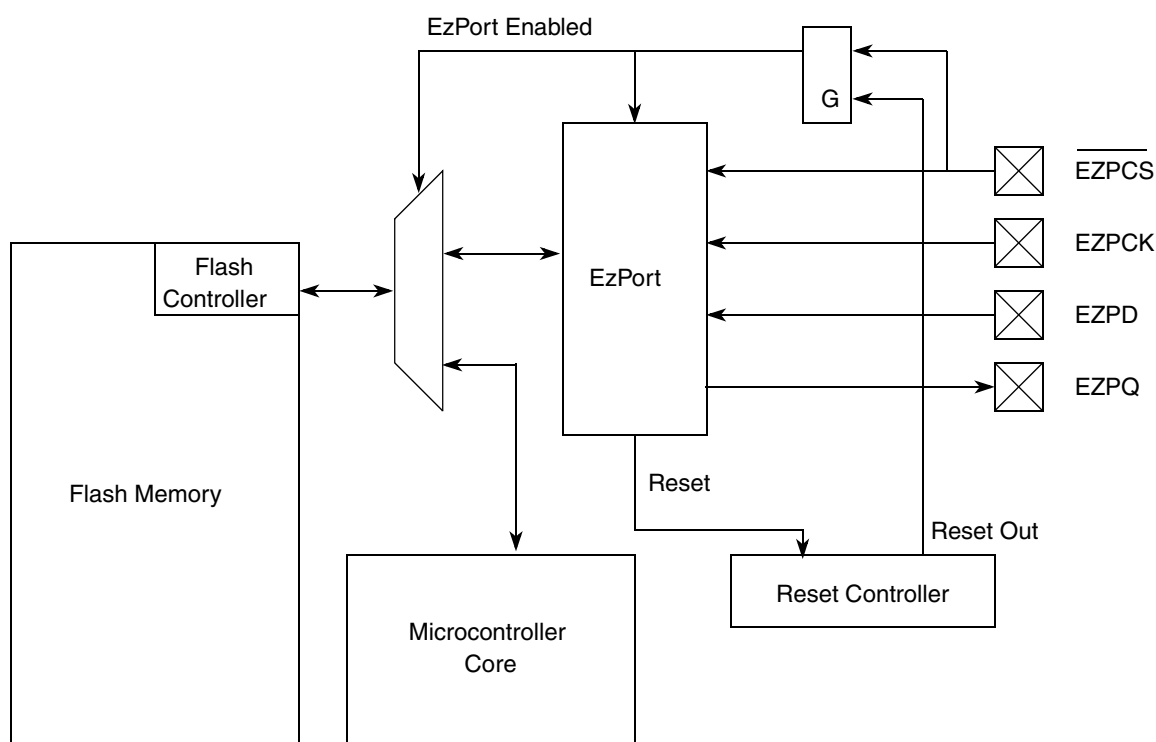 EzPort Enabled
G
EZPCS
EZPCK
EZPD
EZPQ
Flash
Controller
EzPort
Flash Memory
Reset
Reset Out
Reset Controller
Microcontroller
Core